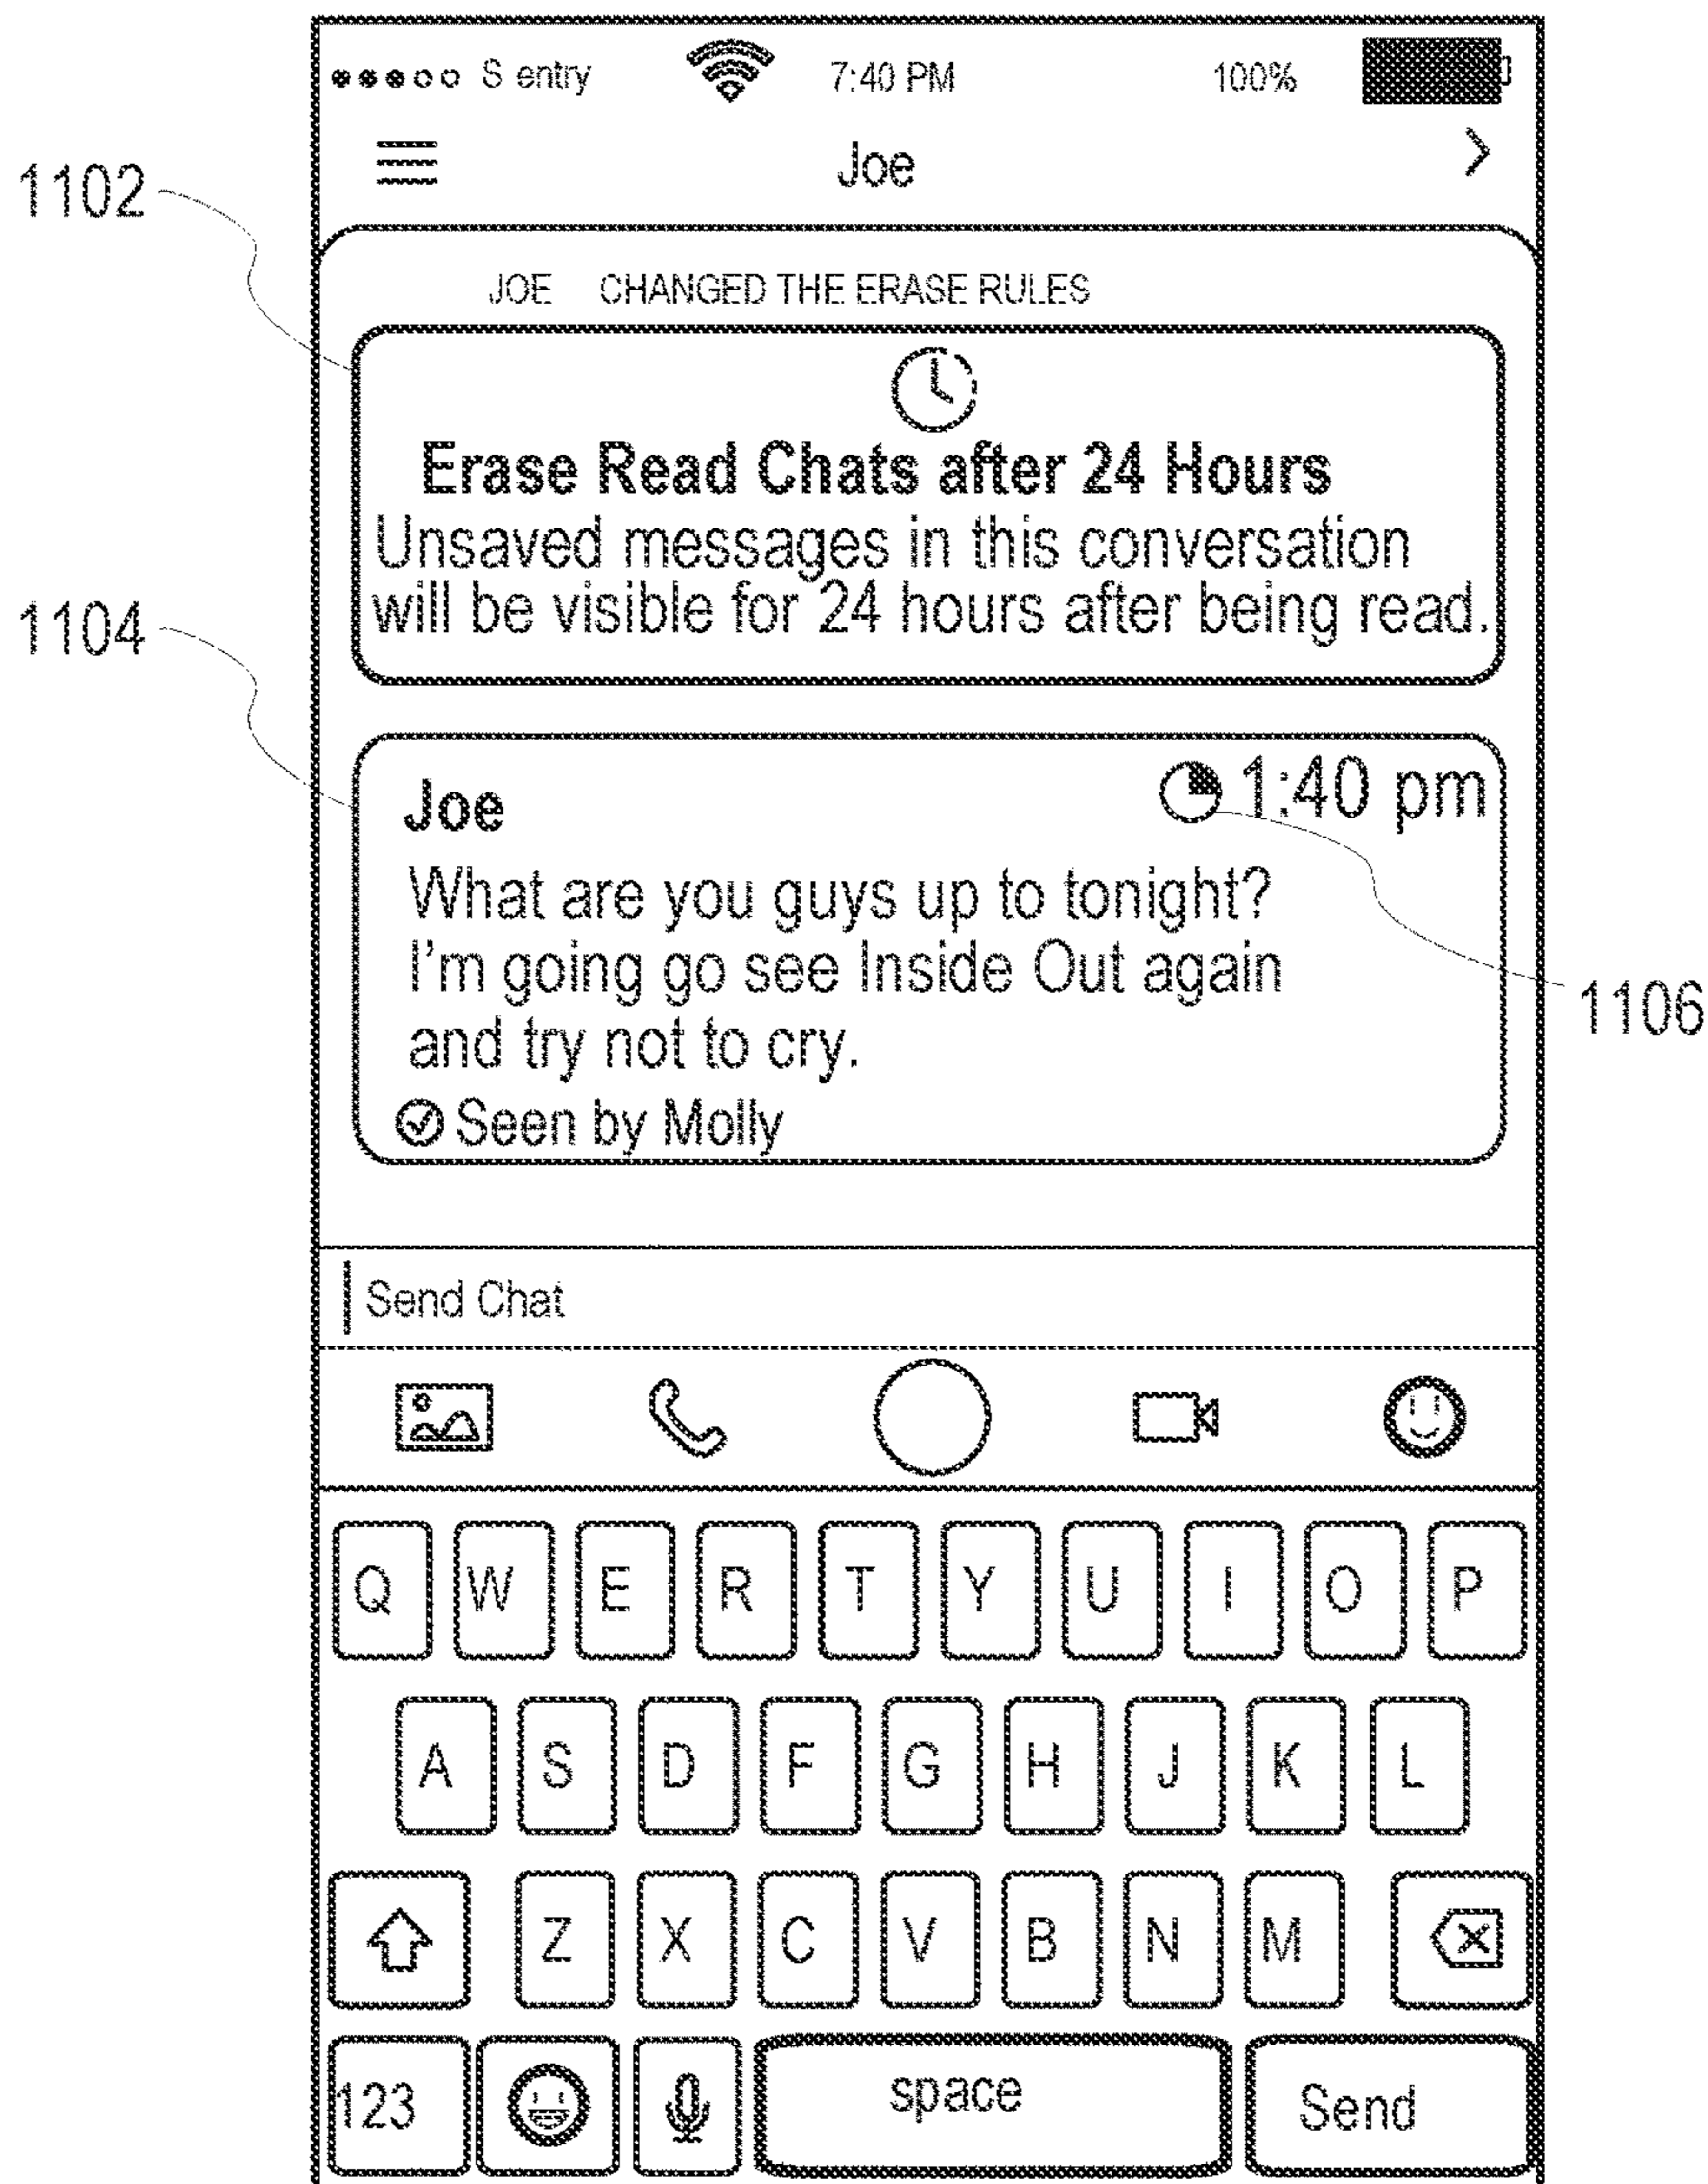 S entry 7:40 PM 100%
Joe
1102
JOE CHANGED THE ERASE RULES
Erase Read Chats after 24 Hours
Unsaved messages in this conversation
will be visible for 24 hours after being read.
1104
Joe 1:40 pm
What are you guys up to tonight?
I'm going go see Inside Out again
and try not to cry.
1106
Seen by Molly
Send Chat
Q W E R T Y U I O P
A S D F G H J K L
Z X C V B N M
123 space Send